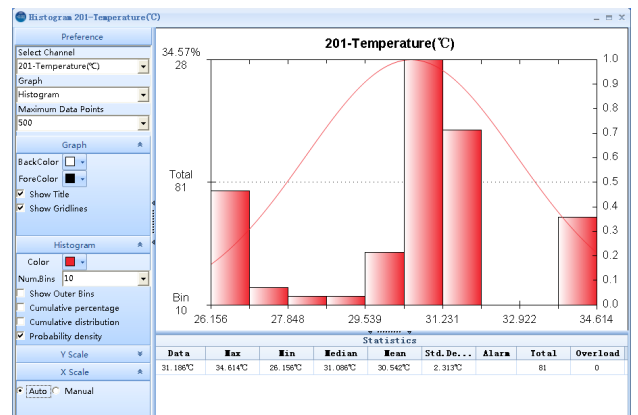 Histogram 201-Temperature(℃)
Preference
Select Channel
201-Temperature(℃)
Graph
Histogram
Maximum Data Points
500
Graph
BackColor
ForeColor
Show Title
Show Gridlines
Histogram
Color
Num.Bins 10
Show Outer Bins
Cumulative percentage
Cumulative distribution
Probability density
Y Scale
X Scale
Auto Manual
201-Temperature(℃)
34.57%
28
Total
81
Bin
10
1.0
0.9
0.8
0.7
0.6
0.5
0.4
0.3
0.2
0.1
0.0
26.156 27.848 29.539 31.231 32.922 34.614
Statistics
Data Max Min Median Mean Std.De... Alarm Total Overload
31.186℃ 34.614℃ 26.156℃ 31.086℃ 30.542℃ 2.313℃ 81 0